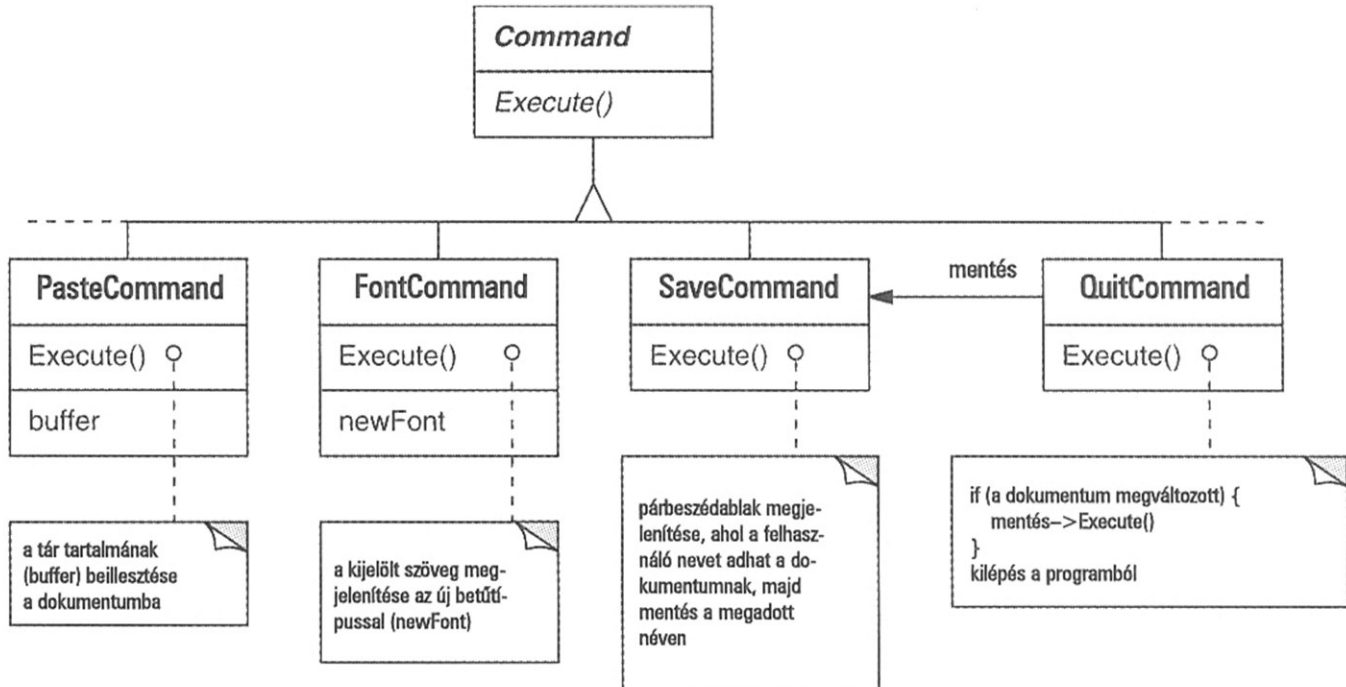 Command
Execute()
PasteCommand
Execute()
buffer
a tár tartalmának
(buffer) beillesztése
a dokumentumba
FontCommand
Execute()
newFont
a kijelölt szöveg meg-
jelenítése az új betűtí-
pussal (newFont)
SaveCommand
Execute()
párbeszédablak megje-
lenítése, ahol a felhasz-
náló nevet adhat a do-
kumentumnak, majd
mentés a megadott
néven
mentés
QuitCommand
Execute()
if (a dokumentum megváltozott) {
mentés–>Execute()
}
kilépés a programból